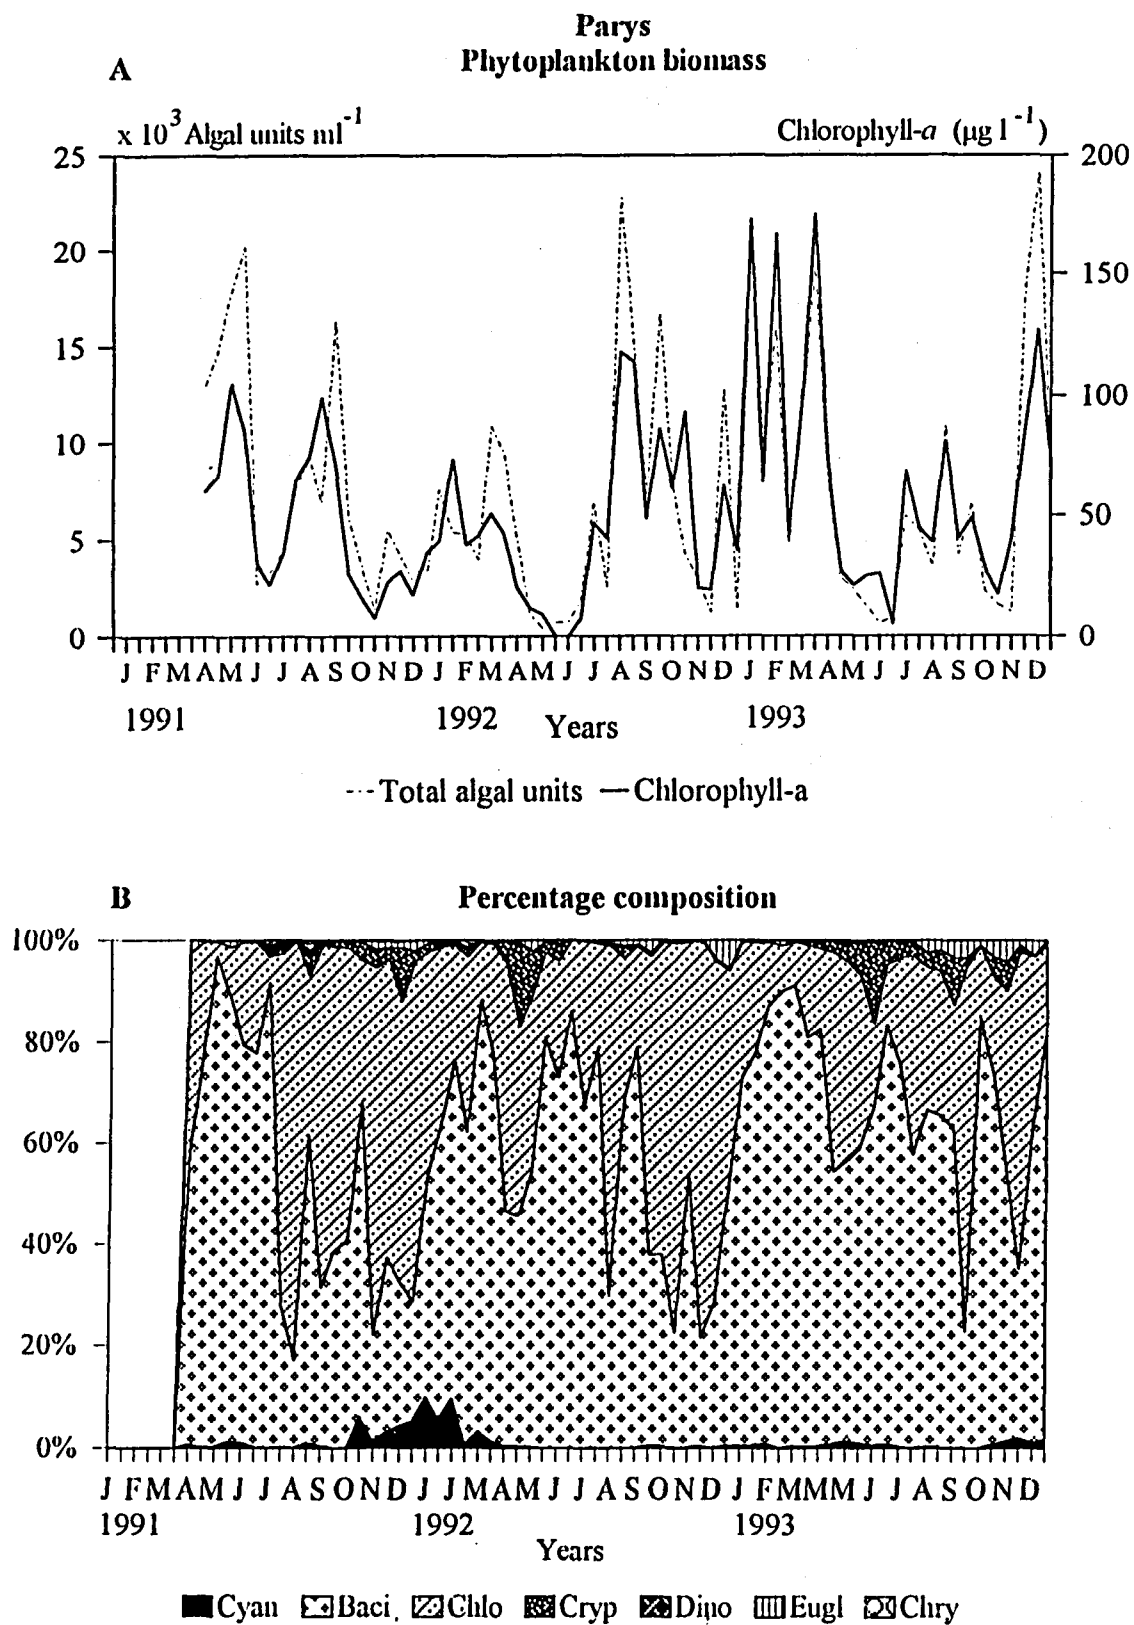 Parys
Phytoplankton biomass
A
x 10³ Algal units ml⁻¹ Chlorophyll-a (µg l⁻¹)
25 200
20 150
15 100
10 50
5 0
0
J F M A M J J A S O N D J F M A M J J A S O N D J F M A M J J A S O N D
1991 1992 1993
Years
Total algal units Chlorophyll-a
B
Percentage composition
100%
80%
60%
40%
20%
0%
J F M A M J J A S O N D J J M A M J J A S O N D J F M M M J J A S O N D
1991 1992 1993
Years
Cyan Baci. Chlo Cryp Dino Eugl Chry